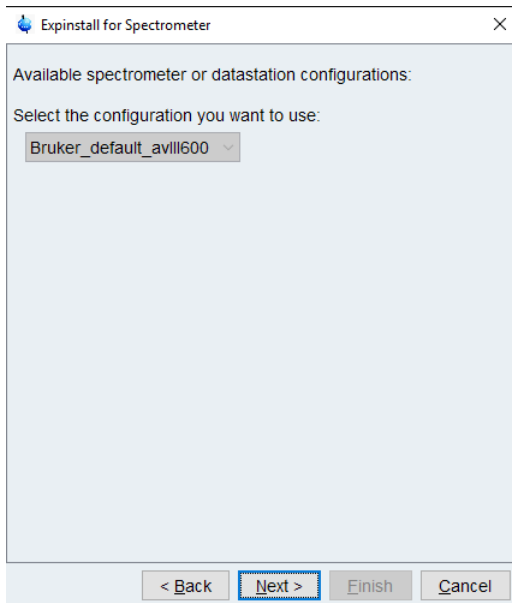 Expinstall for Spectrometer
Available spectrometer or datastation configurations:
Select the configuration you want to use:
Bruker_default_avIII600
< Back Next > Finish Cancel